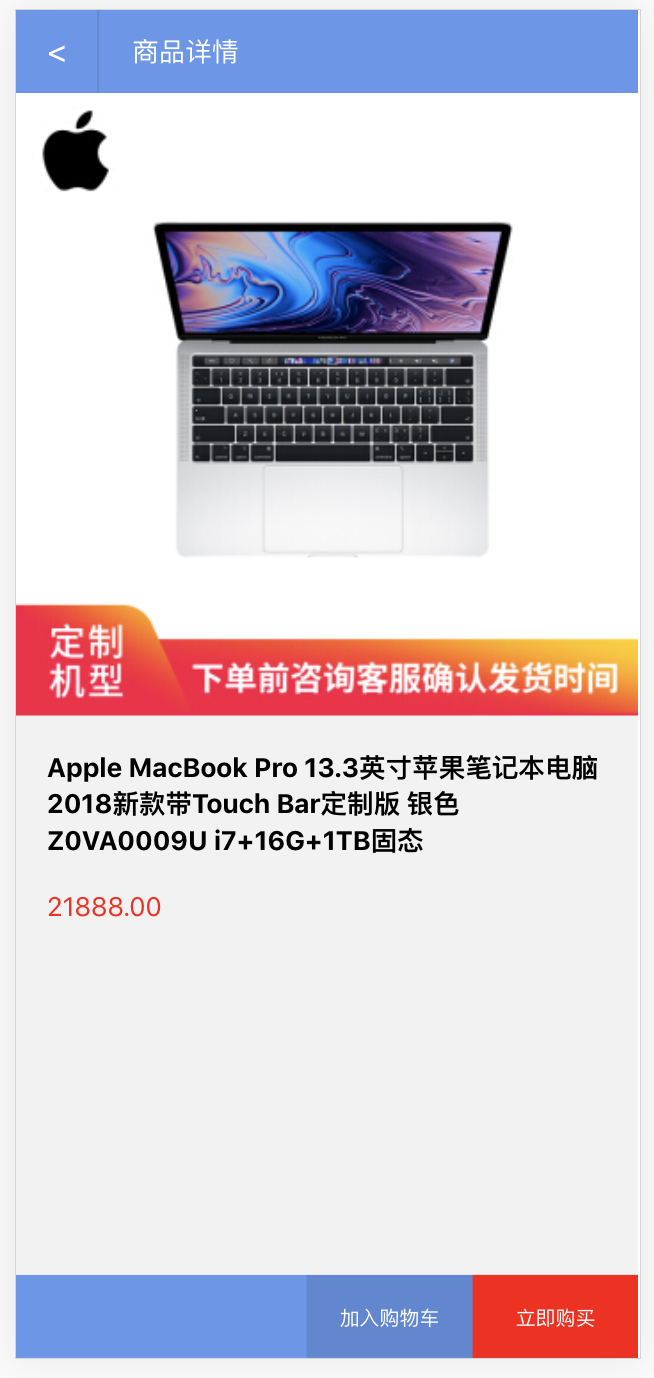 <
商品详情
定制
机型
下单前咨询客服确认发货时间
Apple MacBook Pro 13.3英寸苹果笔记本电脑
2018新款带Touch Bar定制版 银色
Z0VA0009U i7+16G+1TB固态
21888.00
加入购物车
立即购买